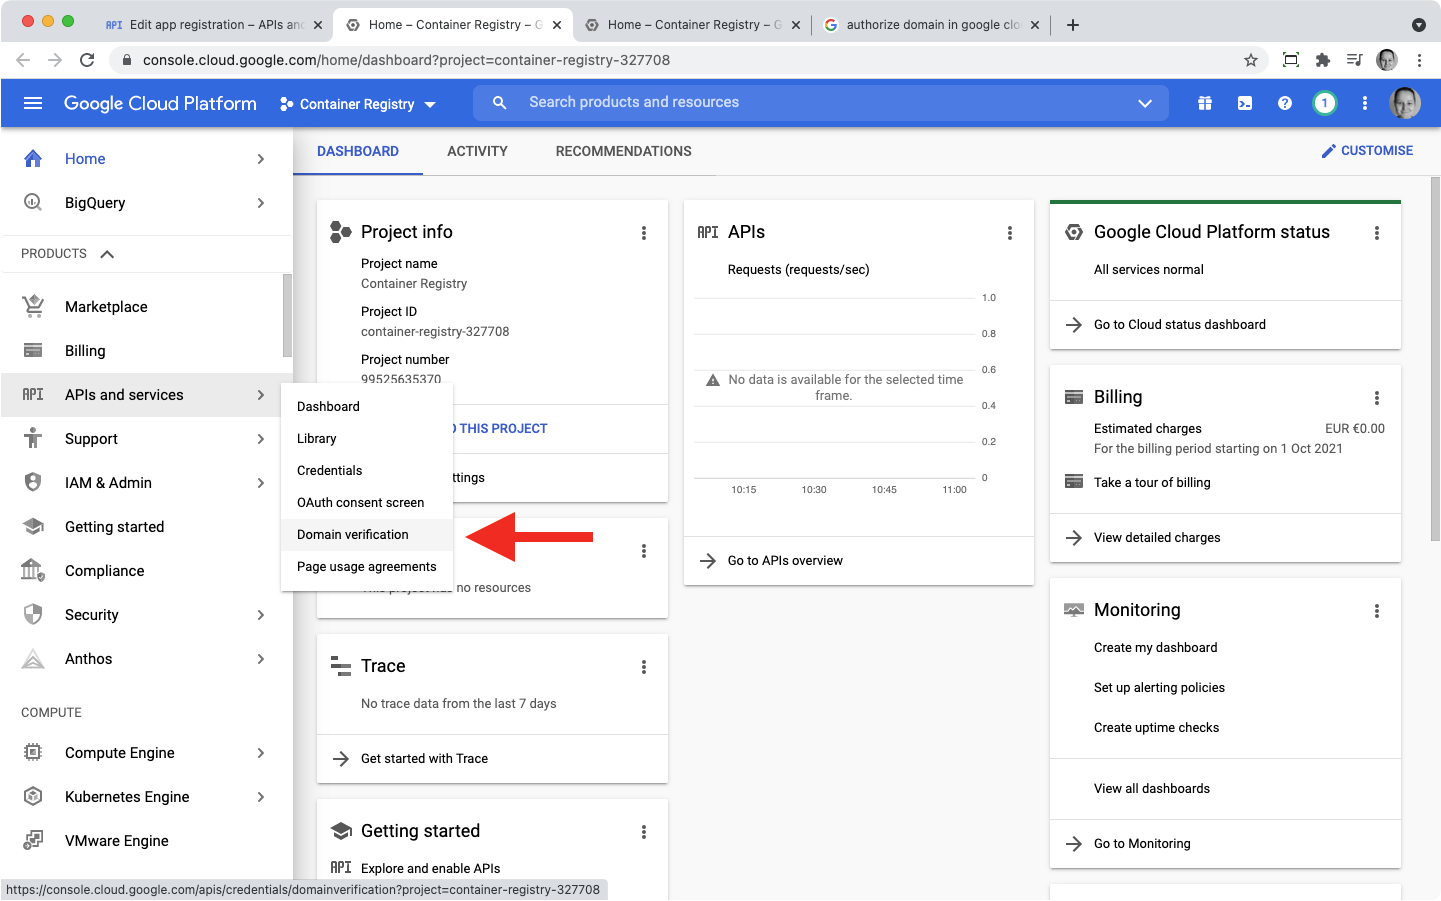 API Edit app registration – APIs an
Home – Container Registry – G
Home – Container Registry – G
authorize domain in google clo
console.cloud.google.com/home/dashboard?project=container-registry-327708
Google Cloud Platform
Container Registry
Search products and resources
1
Home
BigQuery
PRODUCTS
Marketplace
Billing
API APIs and services
Support
IAM & Admin
Getting started
Compliance
Security
Anthos
COMPUTE
Compute Engine
Kubernetes Engine
VMware Engine
Dashboard
Library
Credentials
OAuth consent screen
Domain verification
Page usage agreements
DASHBOARD
ACTIVITY
RECOMMENDATIONS
CUSTOMISE
Project info
Project name
Container Registry
Project ID
container-registry-327708
Project number
99525635370
THIS PROJECT
ttings
no resources
Trace
No trace data from the last 7 days
Get started with Trace
Getting started
API Explore and enable APIs
API APIs
Requests (requests/sec)
1.0
0.8
0.6
0.4
0.2
0
No data is available for the selected time
frame.
10:15 10:30 10:45 11:00
Go to APIs overview
Google Cloud Platform status
All services normal
Go to Cloud status dashboard
Billing
Estimated charges EUR €0.00
For the billing period starting on 1 Oct 2021
Take a tour of billing
View detailed charges
Monitoring
Create my dashboard
Set up alerting policies
Create uptime checks
View all dashboards
Go to Monitoring
https://console.cloud.google.com/apis/credentials/domainverification?project=container-registry-327708